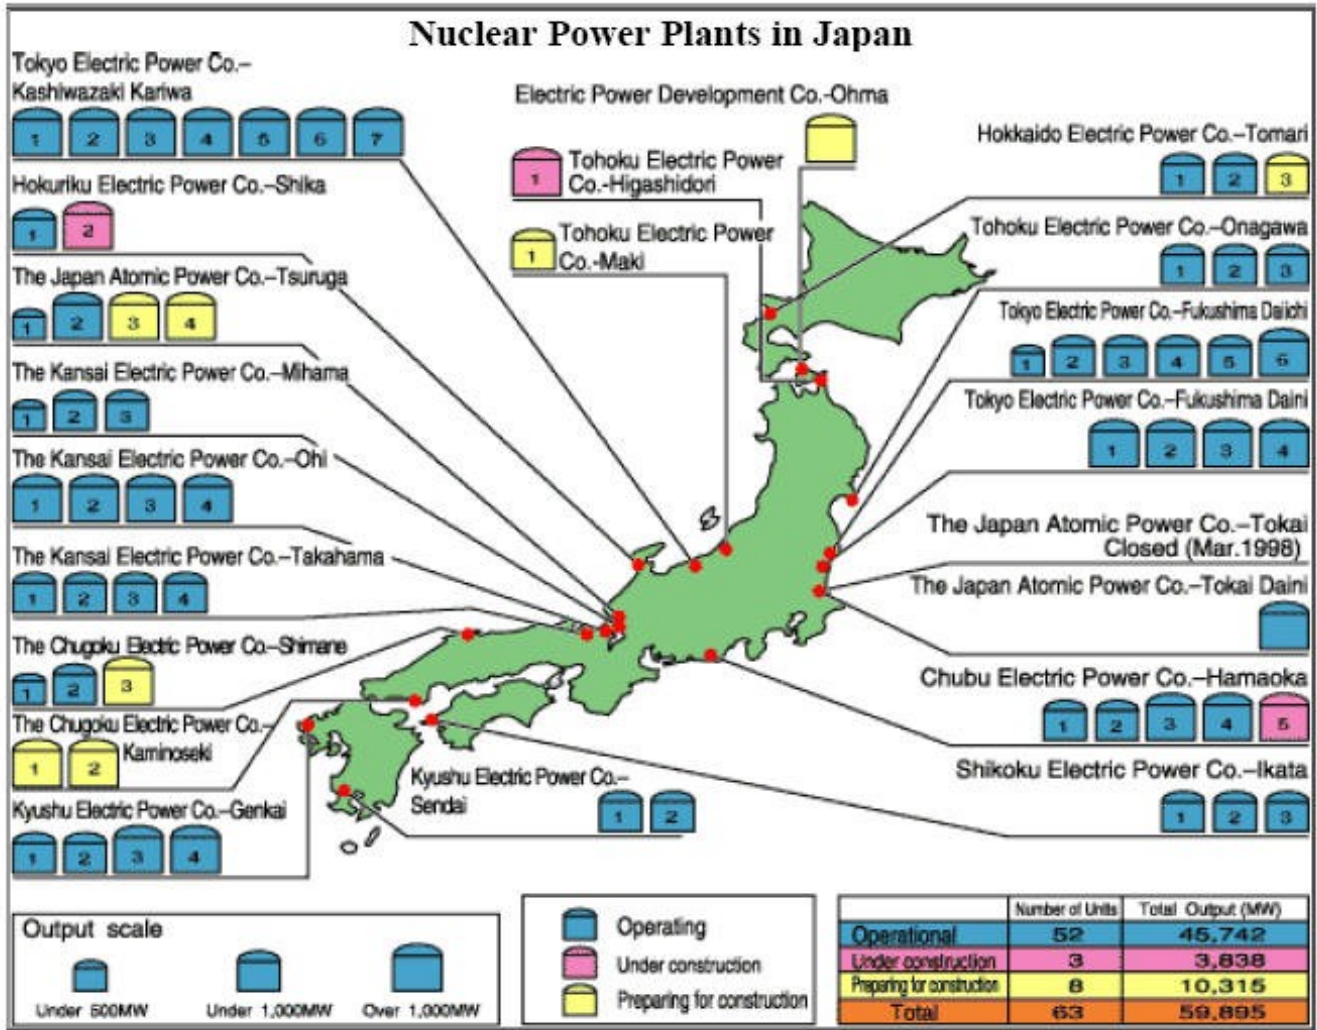 Nuclear Power Plants in Japan
Tokyo Electric Power Co.–
Kashiwazaki Kariwa
1 2 3 4 5 6 7
Hokuriku Electric Power Co.–Shika
1 2
The Japan Atomic Power Co.–Tsuruga
1 2 3 4
The Kansai Electric Power Co.–Mihama
1 2 3
The Kansai Electric Power Co.–Ohi
1 2 3 4
The Kansai Electric Power Co.–Takahama
1 2 3 4
The Chugoku Electric Power Co.–Shimane
1 2 3
The Chugoku Electric Power Co.–
Kaminoseki
1 2
Kyushu Electric Power Co.–Genkai
1 2 3 4
Electric Power Development Co.-Ohma
1 Tohoku Electric Power
Co.-Higashidori
1 Tohoku Electric Power
Co.-Maki
Kyushu Electric Power Co.–
Sendai
1 2
Hokkaido Electric Power Co.–Tomari
1 2 3
Tohoku Electric Power Co.–Onagawa
1 2 3
Tokyo Electric Power Co.–Fukushima Daiichi
1 2 3 4 5 6
Tokyo Electric Power Co.–Fukushima Daini
1 2 3 4
The Japan Atomic Power Co.–Tokai
Closed (Mar.1998)
The Japan Atomic Power Co.–Tokai Daini
Chubu Electric Power Co.–Hamaoka
1 2 3 4 5
Shikoku Electric Power Co.–Ikata
1 2 3
Output scale
Under 500MW Under 1,000MW Over 1,000MW
Operating
Under construction
Preparing for construction
Number of Units Total Output (MW)
Operational 52 45,742
Under construction 3 3,838
Preparing for construction 8 10,315
Total 63 59,895